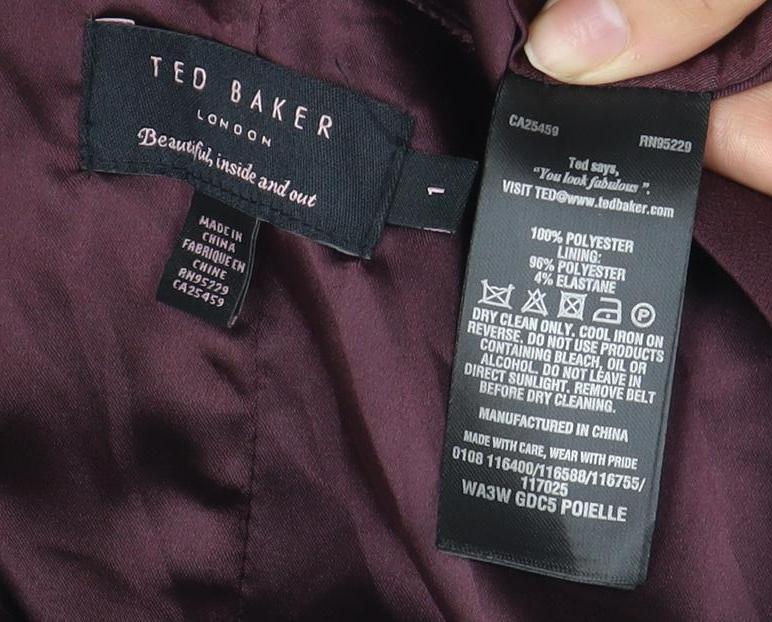 TED BAKER
LONDON
Beautiful, inside and out
1
MADE IN
CHINA
FABRIQUE EN
CHINE
RN95229
CA25459
CA25459 RN95229
Ted says,
"You look fabulous".
VISIT TED@www.tedbaker.com
100% POLYESTER
LINING:
96% POLYESTER
4% ELASTANE
P
DRY CLEAN ONLY. COOL IRON ON
REVERSE. DO NOT USE PRODUCTS
CONTAINING BLEACH, OIL OR
ALCOHOL. DO NOT LEAVE IN
DIRECT SUNLIGHT. REMOVE BELT
BEFORE DRY CLEANING.
MANUFACTURED IN CHINA
MADE WITH CARE, WEAR WITH PRIDE
0108 116400/116588/116755/
117025
WA3W GDC5 POIELLE